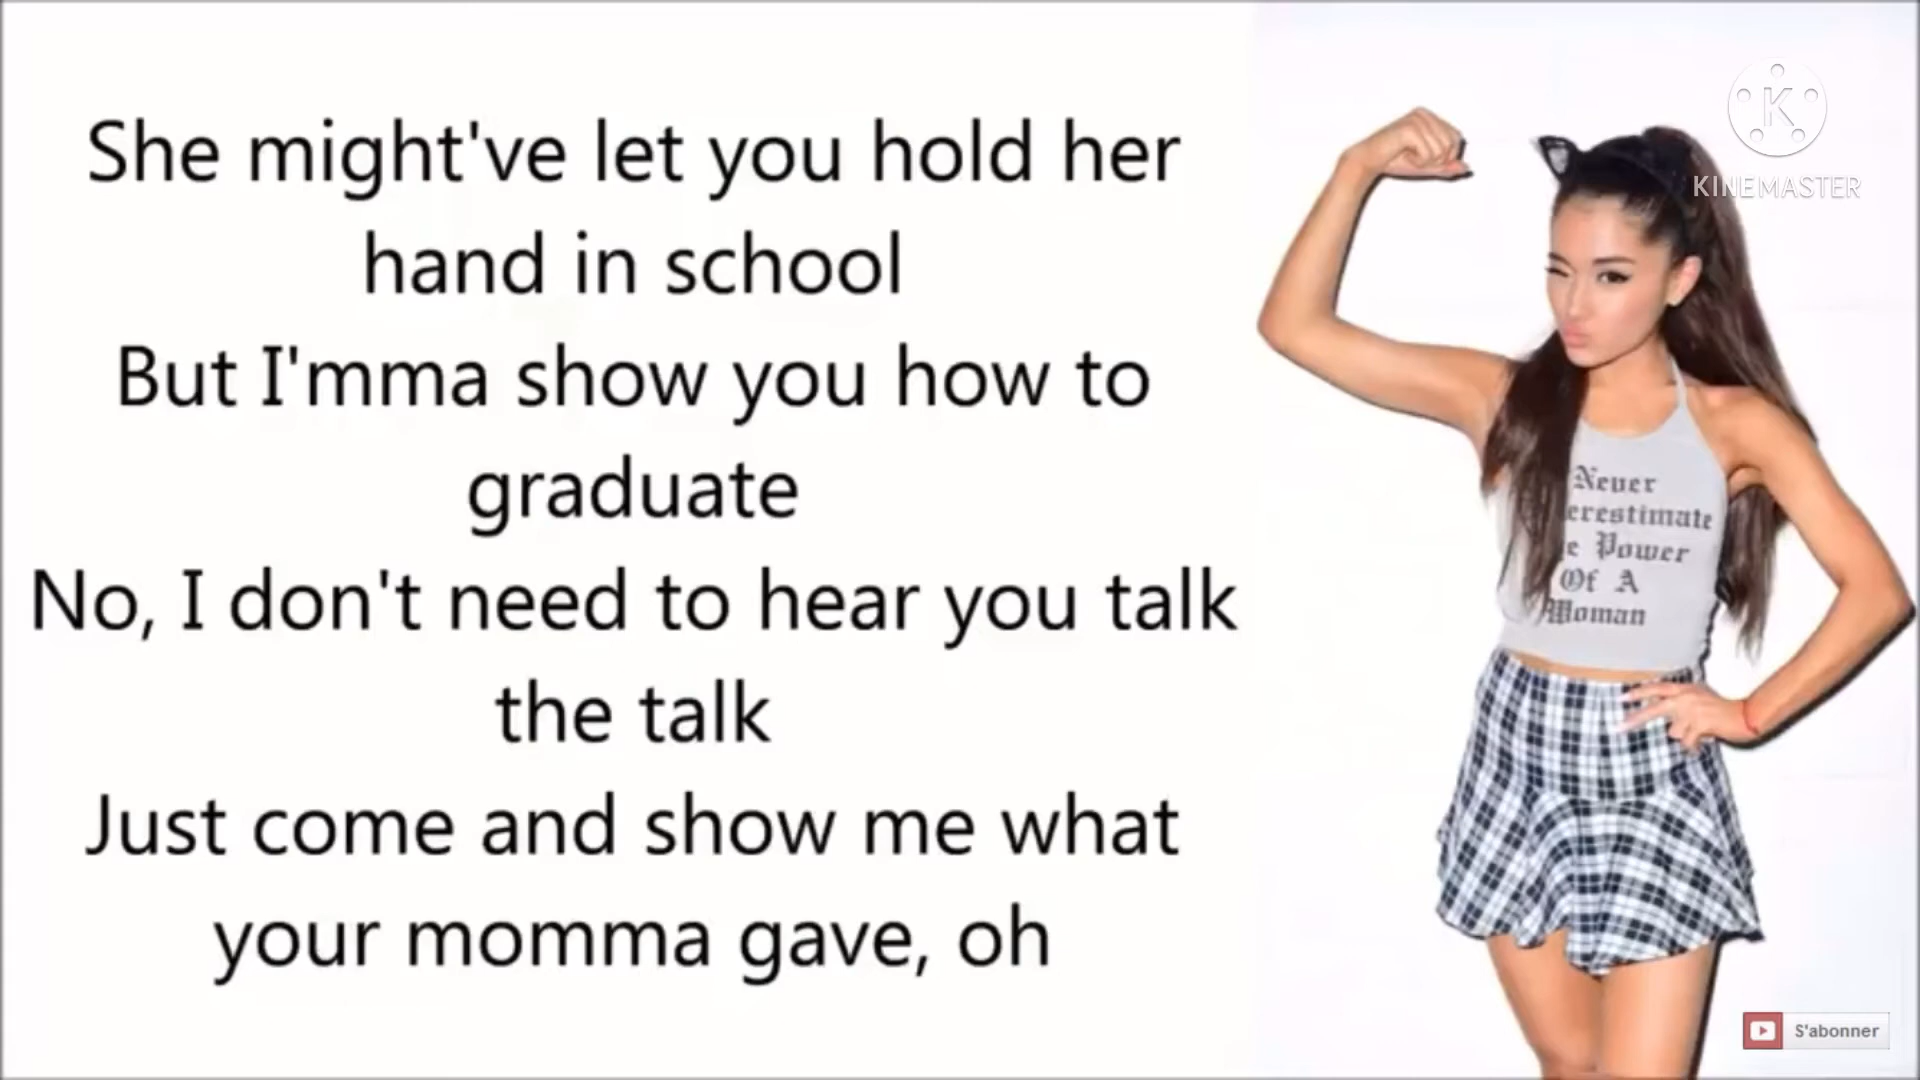 She might've let you hold her
hand in school
But I'mma show you how to
graduate
No, I don't need to hear you talk
the talk
Just come and show me what
your momma gave, oh
KINEMASTER
Never
erestimate
e Power
Of A
Woman
S'abonner